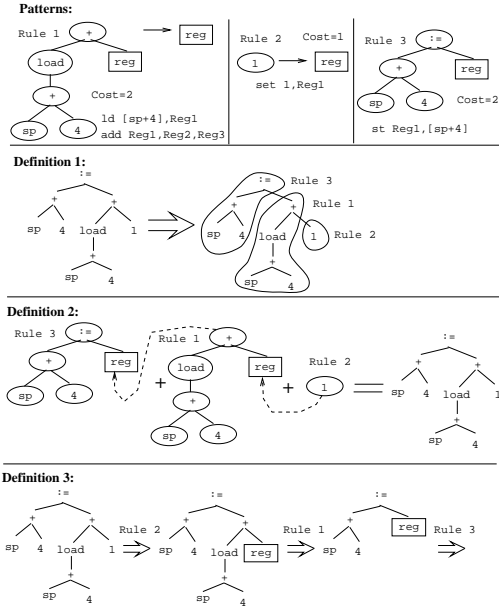 Patterns:
Rule 1 + reg
load reg
+ Cost=2
sp 4
ld [sp+4],Reg1
add Reg1,Reg2,Reg3
Rule 2 Cost=1
1 reg
set 1,Reg1
Rule 3 :=
+ reg
sp 4 Cost=2
st Reg1,[sp+4]
Definition 1:
:=
+ +
sp 4 load 1
+
sp 4
:= Rule 3
+ + Rule 1
sp 4 load 1 Rule 2
+
sp 4
Definition 2:
Rule 3 :=
+ reg
sp 4
+
Rule 1 +
load reg
+
sp 4
+
Rule 2
1
:=
+ +
sp 4 load 1
+
sp 4
Definition 3:
:=
+ +
sp 4 load 1
+
sp 4
Rule 2
:=
+ +
sp 4 load reg
+
sp 4
Rule 1
:=
+ reg
sp 4
Rule 3